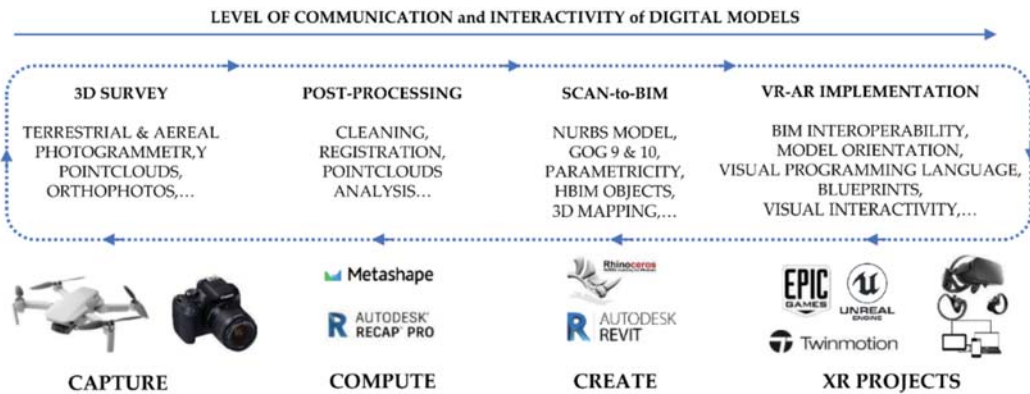 LEVEL OF COMMUNICATION and INTERACTIVITY of DIGITAL MODELS
3D SURVEY
TERRESTRIAL & AEREAL
PHOTOGRAMMETR,Y
POINTCLOUDS,
ORTHOPHOTOS,...
POST-PROCESSING
CLEANING,
REGISTRATION,
POINTCLOUDS
ANALYSIS...
SCAN-to-BIM
NURBS MODEL,
GOG 9 & 10,
PARAMETRICITY,
HBIM OBJECTS,
3D MAPPING,...
VR-AR IMPLEMENTATION
BIM INTEROPERABILITY,
MODEL ORIENTATION,
VISUAL PROGRAMMING LANGUAGE,
BLUEPRINTS,
VISUAL INTERACTIVITY,...
CAPTURE
Metashape
R AUTODESK
RECAP PRO
COMPUTE
Rhinoceros
R AUTODESK
REVIT
CREATE
EPIC
GAMES
UNREAL
ENGINE
Twinmotion
XR PROJECTS